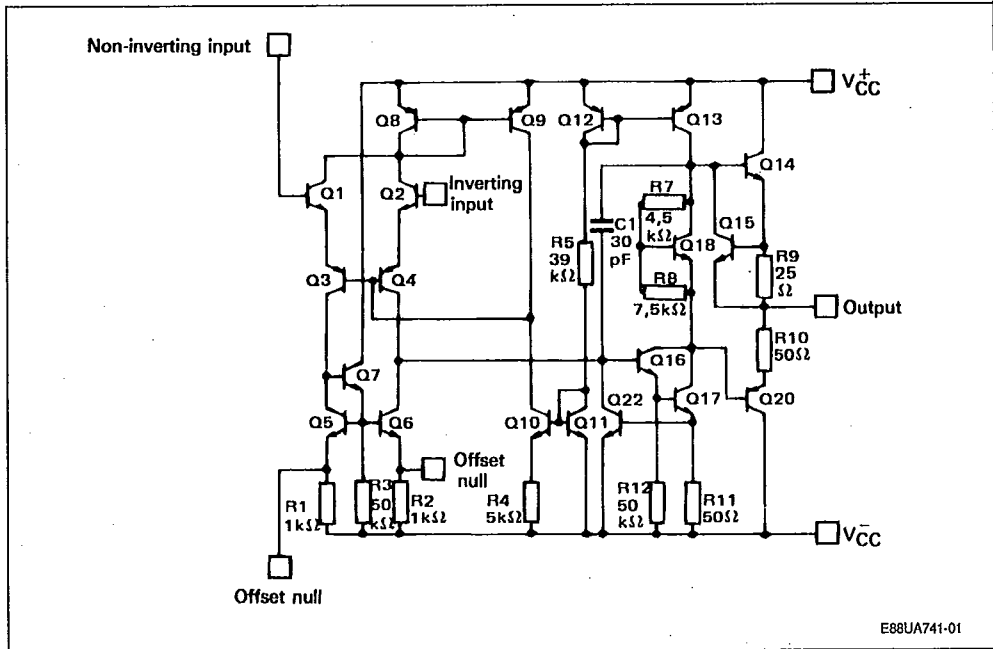 Non-inverting input
V+CC
Q8
Q9
Q12
Q13
Q14
Q1
Q2
Inverting
input
R7
4,5
kΩ
Q15
C1
30
pF
Q18
R5
39
kΩ
R9
25
Ω
Q3
Q4
R8
7,5kΩ
Output
R10
50Ω
Q7
Q16
Q17
Q20
Q5
Q6
Q10
Q11
Q22
Offset
null
R1
1kΩ
R3
50
kΩ
R2
1kΩ
R4
5kΩ
R12
50
kΩ
R11
50Ω
V-CC
Offset null
E88UA741-01